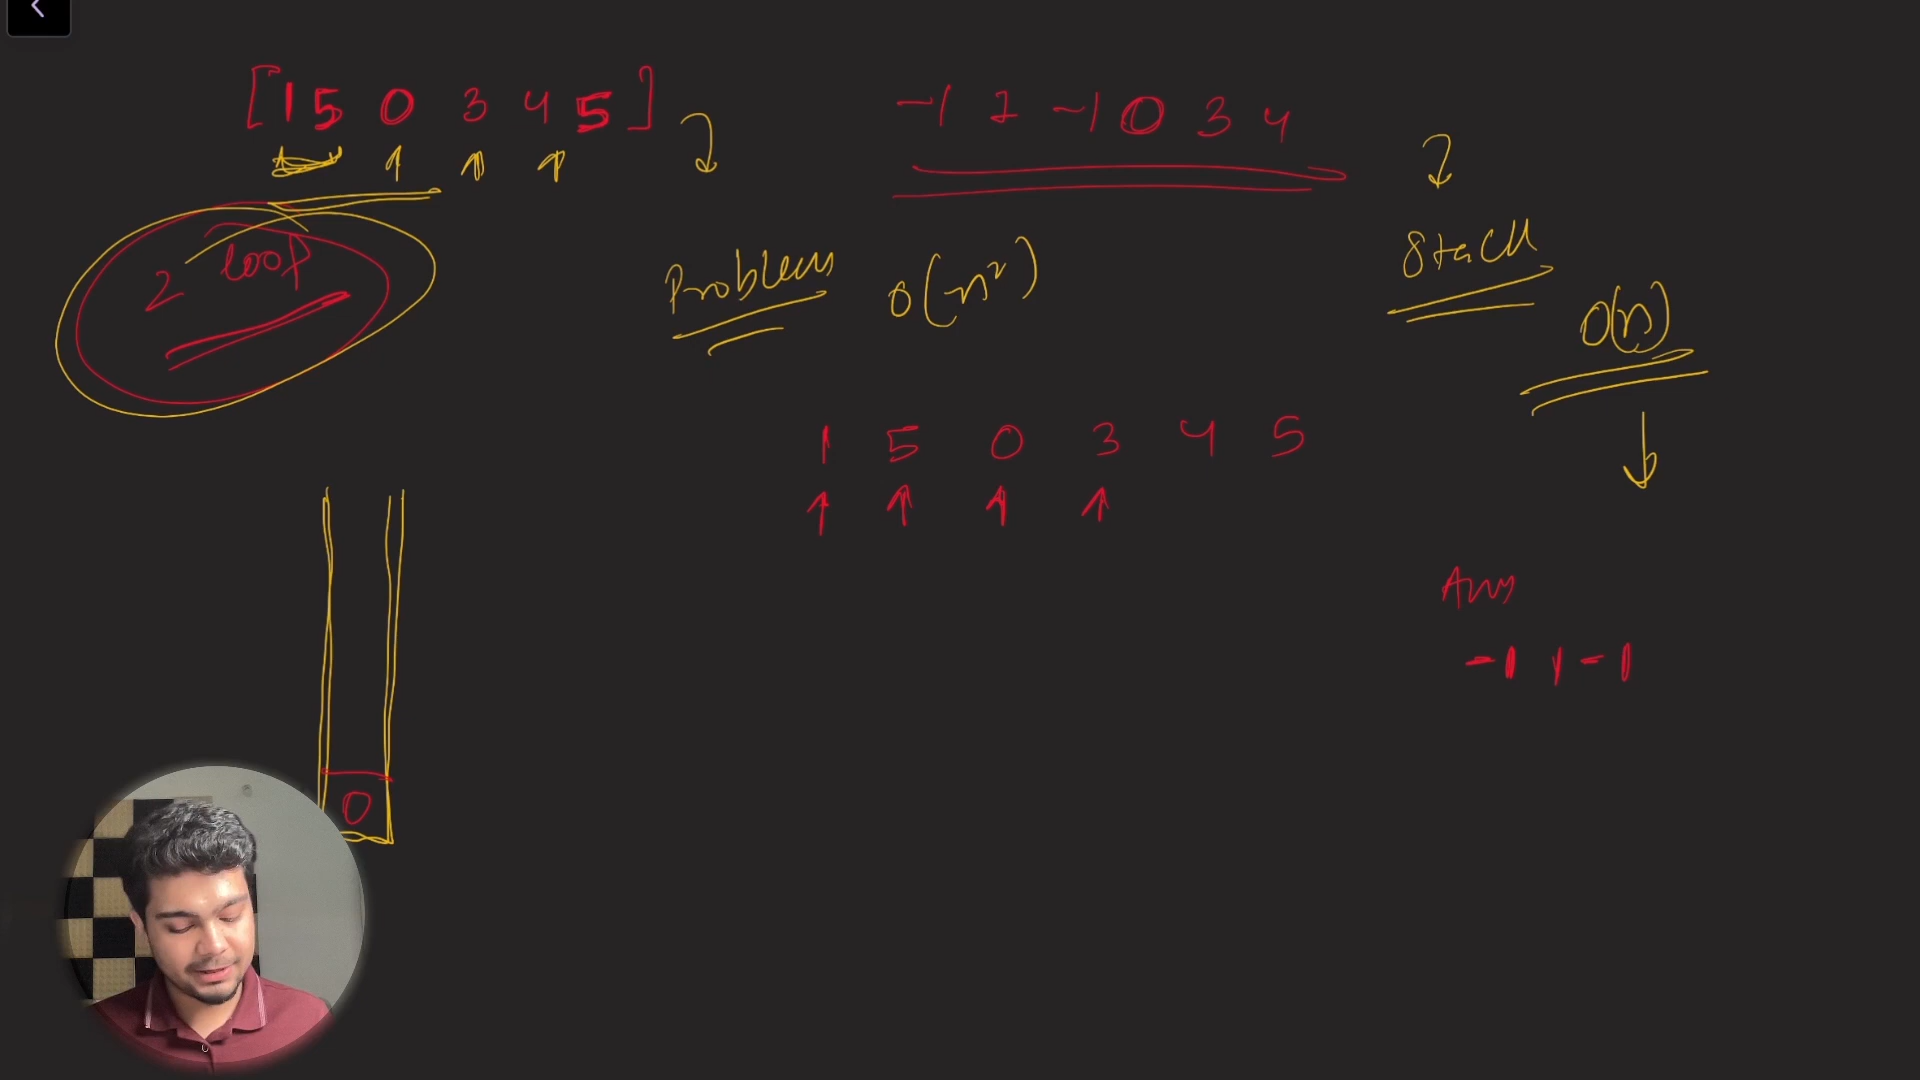 [1 5 0 3 4 5]
-1 1 -1 0 3 4
2 loop
Problem O(n²)
Stack
O(n)
1 5 0 3 4 5
Ans
-1 1 -1
0